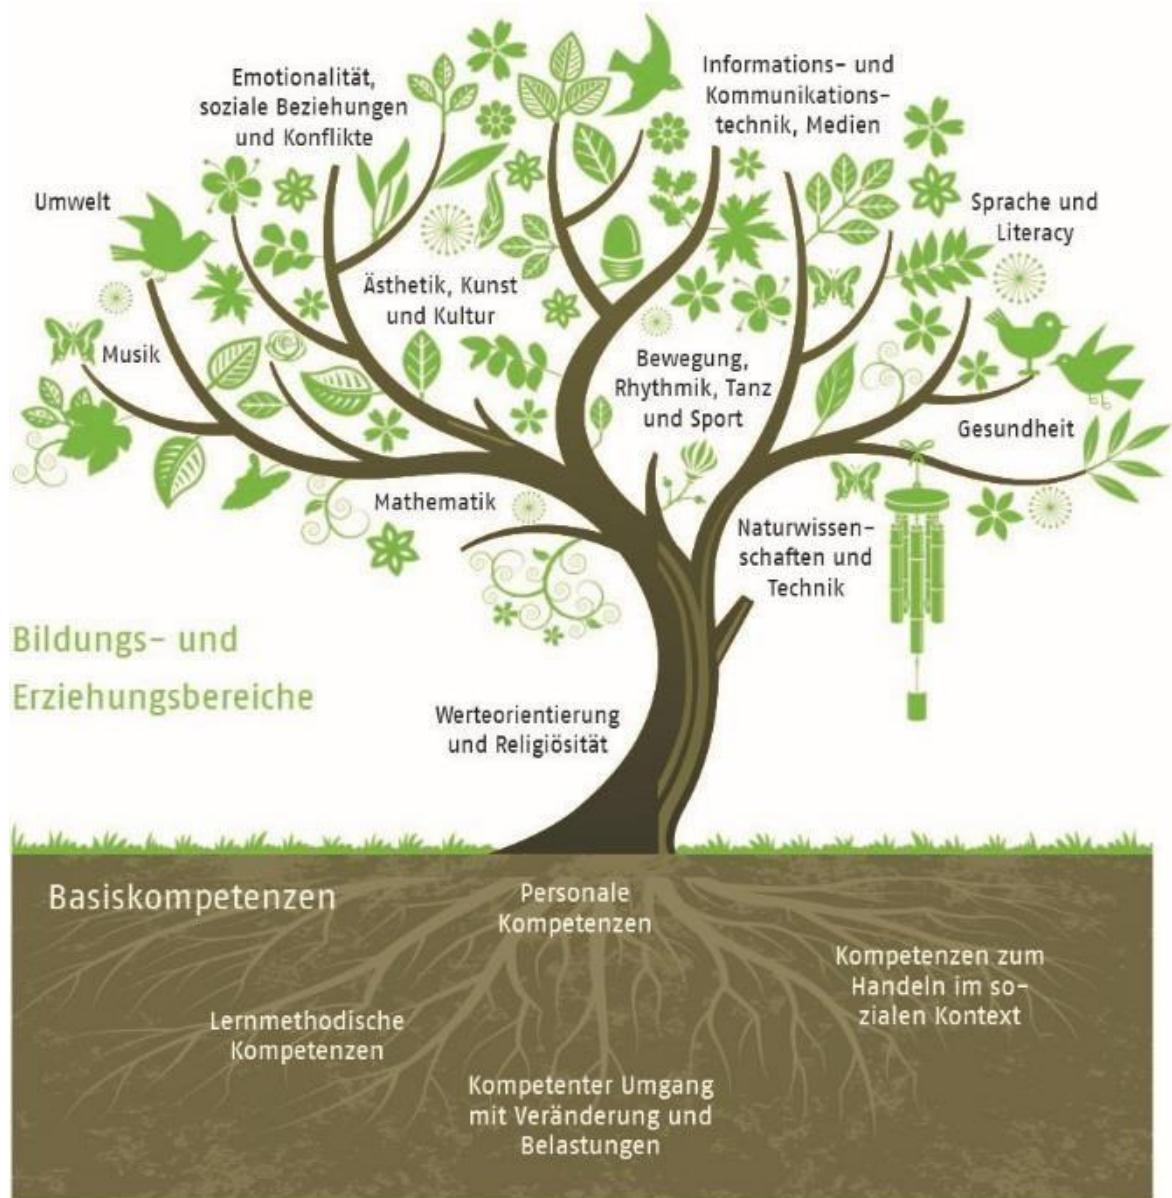 Emotionalität,
soziale Beziehungen
und Konflikte
Informations- und
Kommunikations-
technik, Medien
Umwelt
Sprache und
Literacy
Ästhetik, Kunst
und Kultur
Musik
Bewegung,
Rhythmik, Tanz
und Sport
Gesundheit
Mathematik
Naturwissen-
schaften und
Technik
Bildungs- und
Erziehungsbereiche
Werteorientierung
und Religiösität
Basiskompetenzen
Personale
Kompetenzen
Kompetenzen zum
Handeln im so-
zialen Kontext
Lernmethodische
Kompetenzen
Kompetenter Umgang
mit Veränderung und
Belastungen